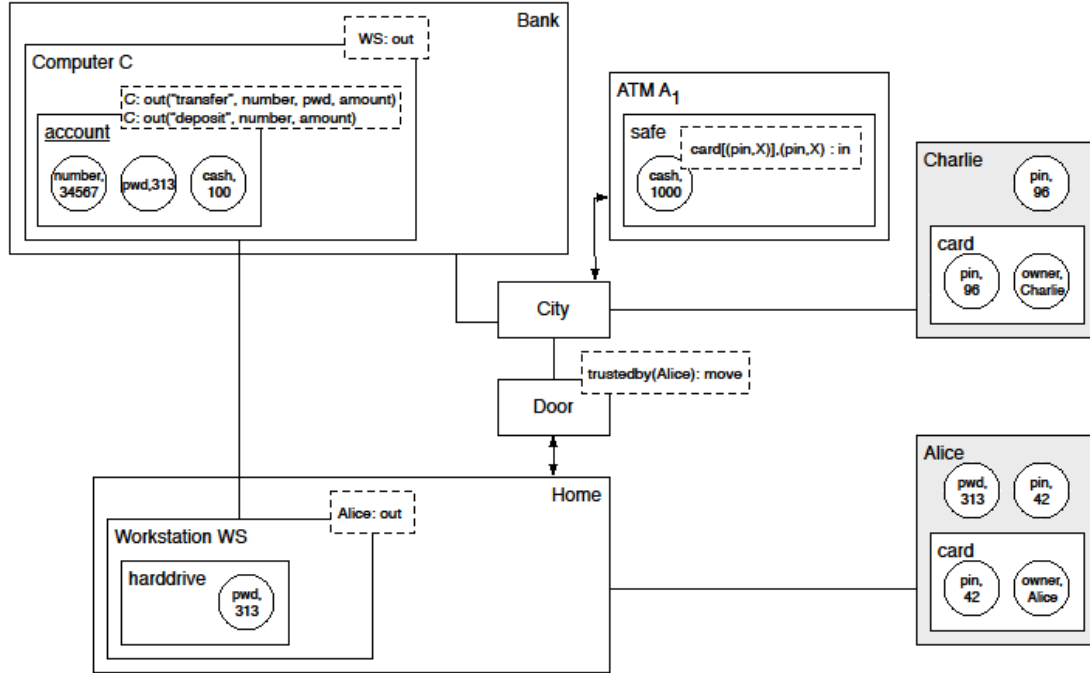 Bank
WS: out
Computer C
C: out("transfer", number, pwd, amount)
C: out("deposit", number, amount)
account
number,
34567
pwd,313
cash,
100
ATM A1
safe
card[(pin,X)],(pin,X) : in
cash,
1000
Charlie
pin,
96
card
pin,
96
owner,
Charlie
City
trustedby(Alice): move
Door
Home
Alice: out
Workstation WS
harddrive
pwd,
313
Alice
pwd,
313
pin,
42
card
pin,
42
owner,
Alice